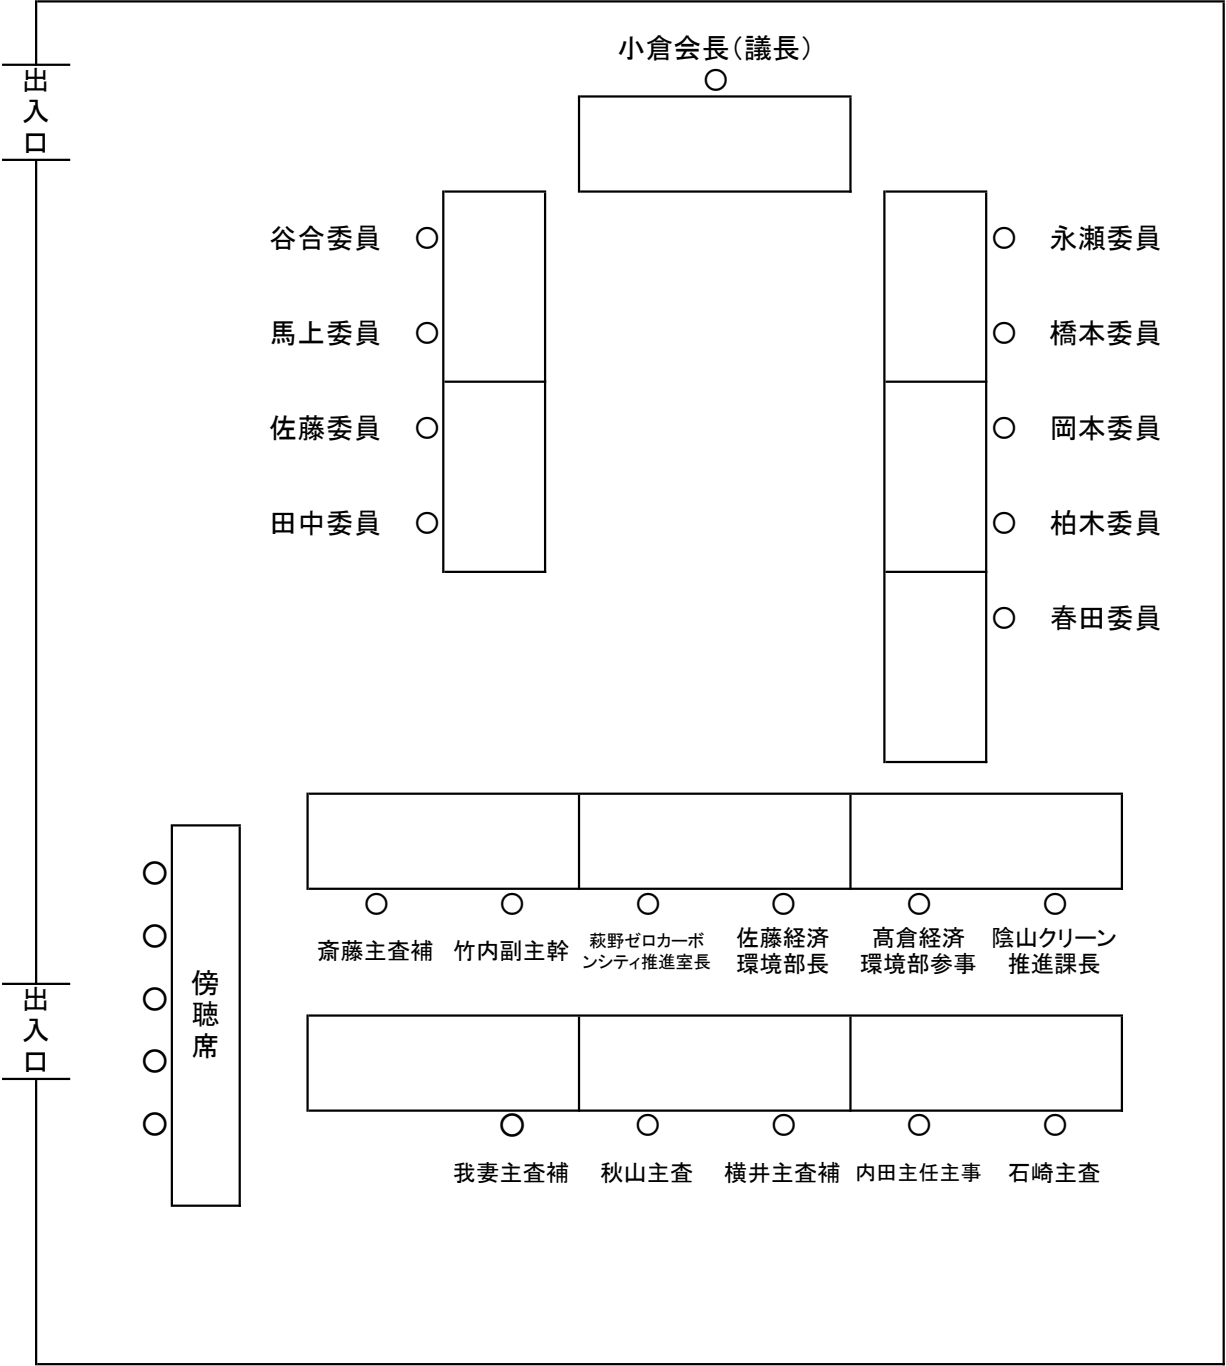 小倉会長（議長）
出入口
谷合委員
永瀬委員
馬上委員
橋本委員
佐藤委員
岡本委員
田中委員
柏木委員
春田委員
斎藤主査補
竹内副主幹
萩野ゼロカーボ
ンシティ推進室長
佐藤経済
環境部長
髙倉経済
環境部参事
陰山クリーン
推進課長
出入口
傍聴席
我妻主査補
秋山主査
横井主査補
内田主任主事
石崎主査